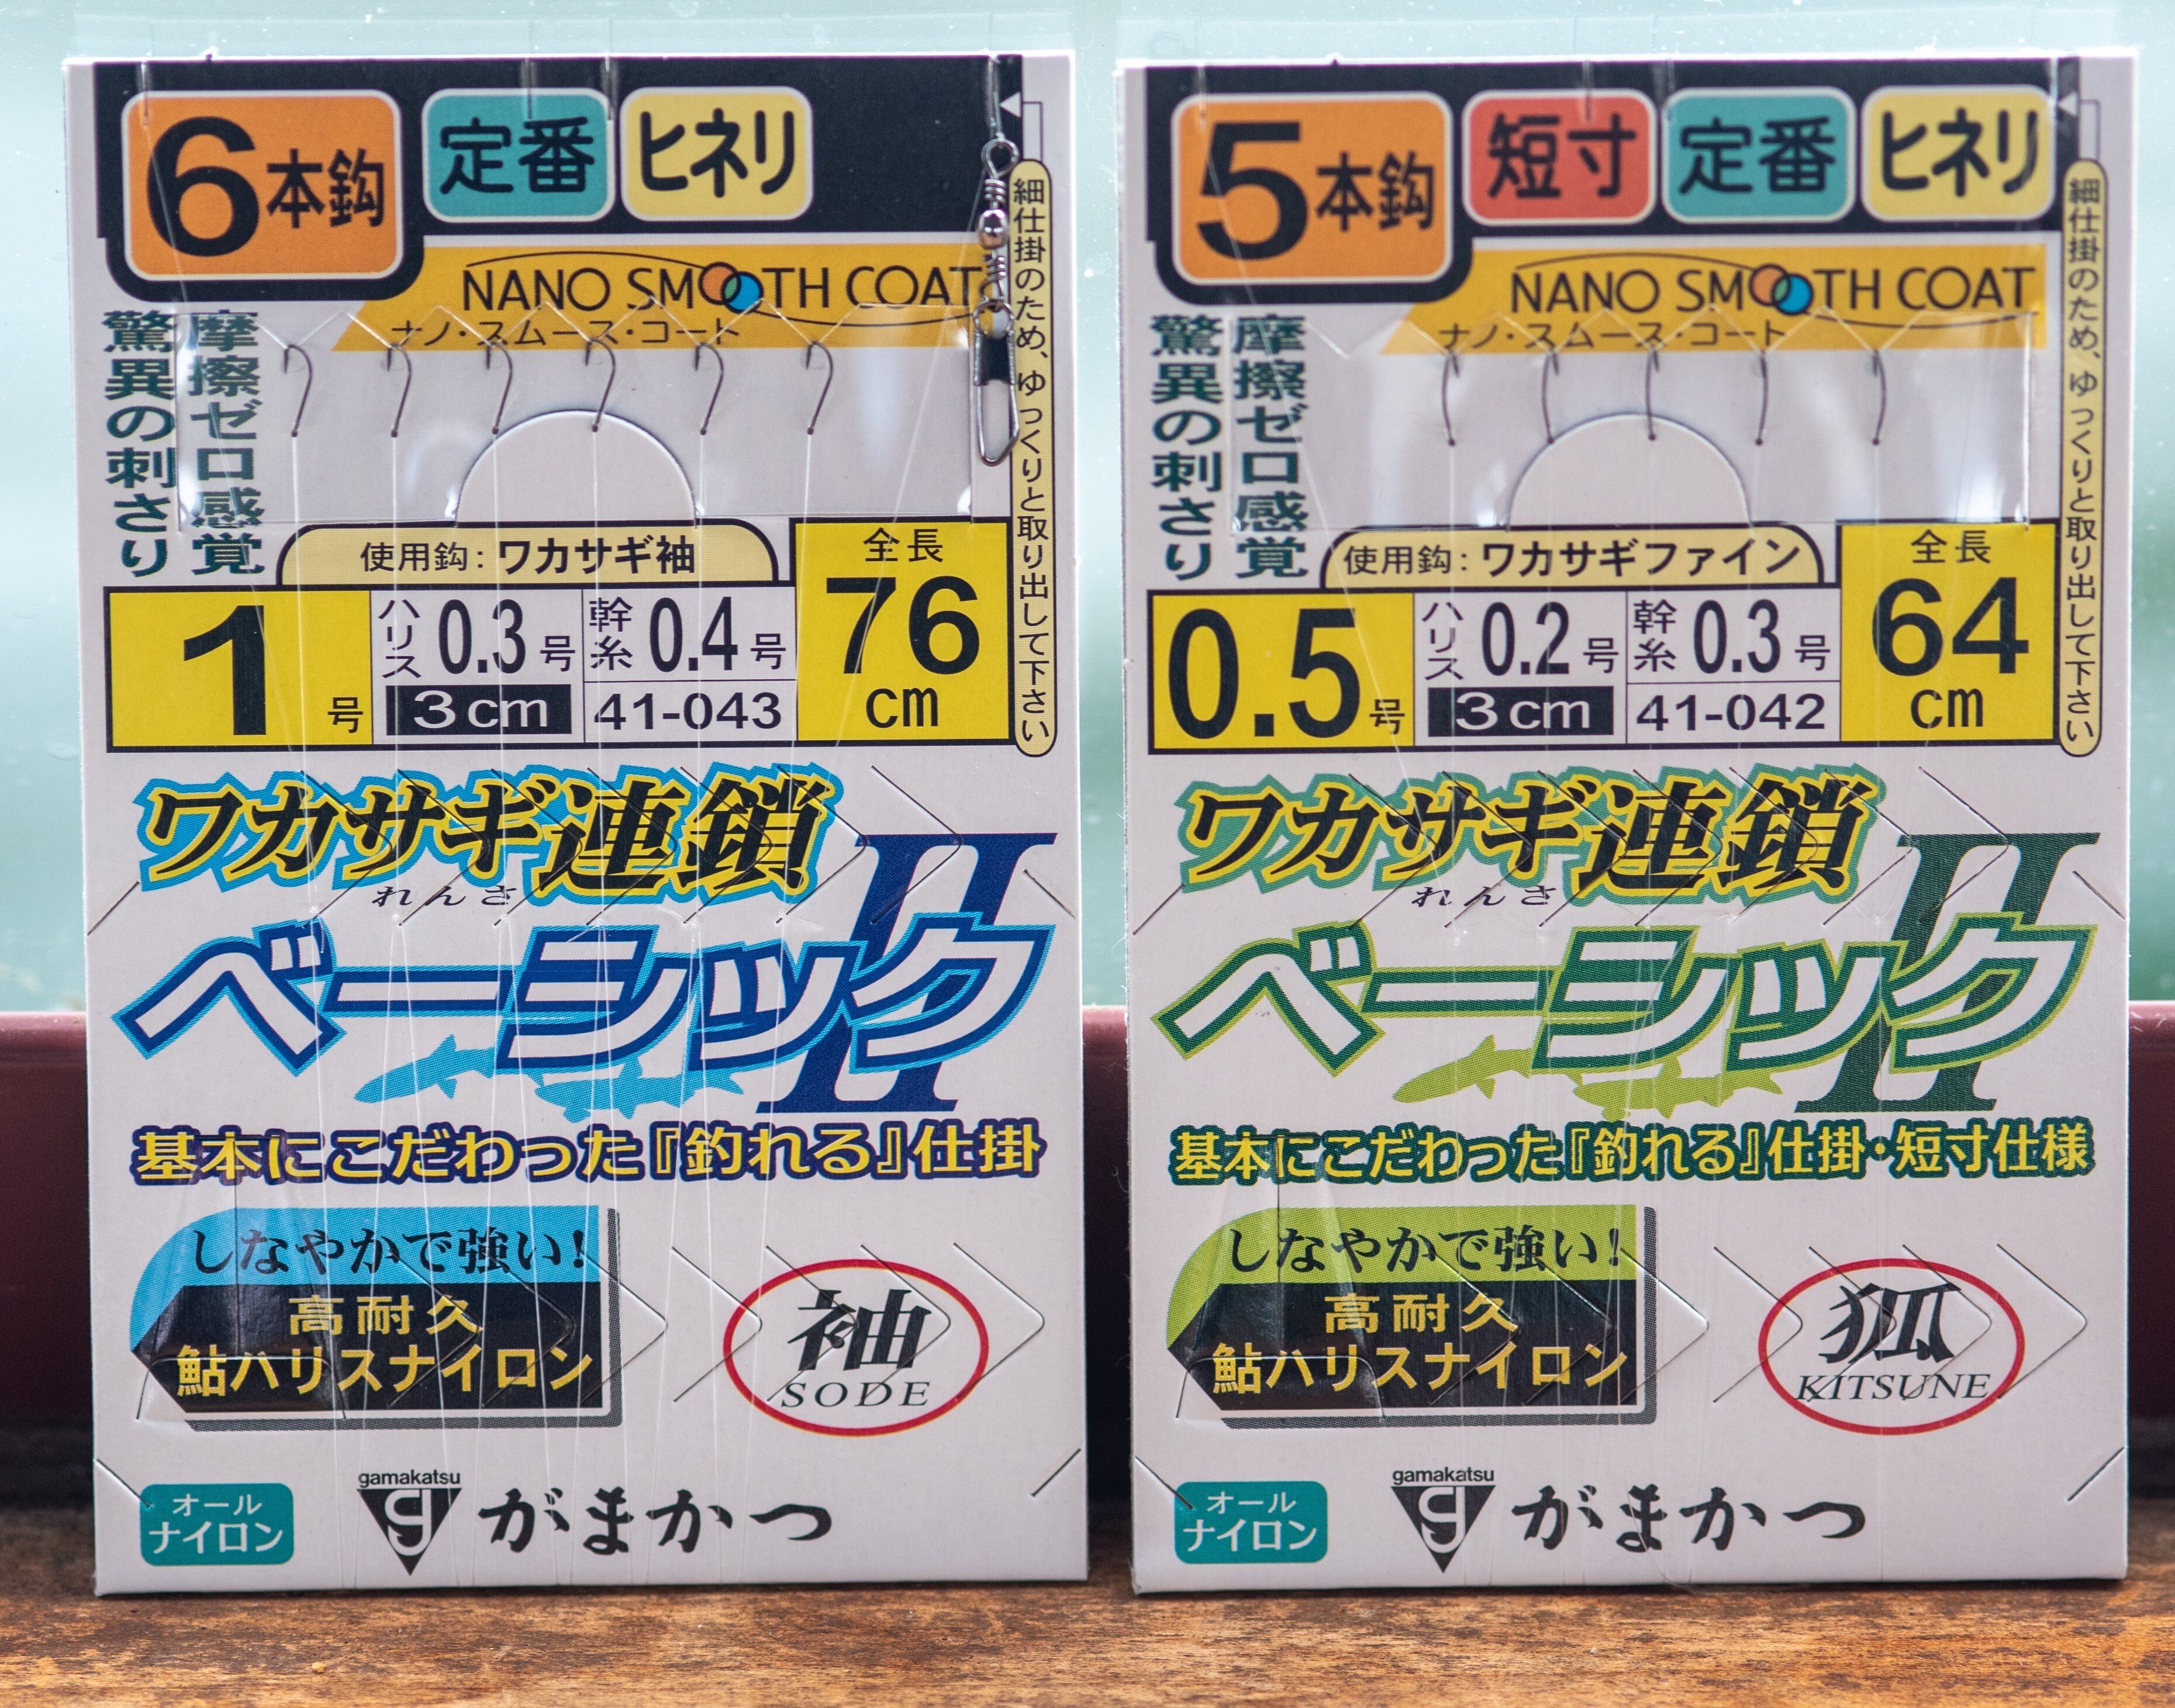 6本鈎
定番
ヒネリ
NANO SMOOTH COAT
ナノ・スムース・コート
摩擦ゼロ感覚
驚異の刺さり
細仕掛のため、ゆっくりと取り出して下さい
使用鈎:ワカサギ袖
1号
ハリス 0.3号
3cm
幹糸 0.4号
41-043
全長
76
cm
ワカサギ連鎖
れんさ
ベーシックII
基本にこだわった『釣れる』仕掛
しなやかで強い!
高耐久
鮎ハリスナイロン
袖
SODE
オール
ナイロン
gamakatsu
がまかつ
5本鈎
短寸
定番
ヒネリ
NANO SMOOTH COAT
ナノ・スムース・コート
摩擦ゼロ感覚
驚異の刺さり
細仕掛のため、ゆっくりと取り出して下さい
使用鈎:ワカサギファイン
0.5号
ハリス 0.2号
3cm
幹糸 0.3号
41-042
全長
64
cm
ワカサギ連鎖
れんさ
ベーシックII
基本にこだわった『釣れる』仕掛・短寸仕様
しなやかで強い!
高耐久
鮎ハリスナイロン
狐
KITSUNE
オール
ナイロン
gamakatsu
がまかつ